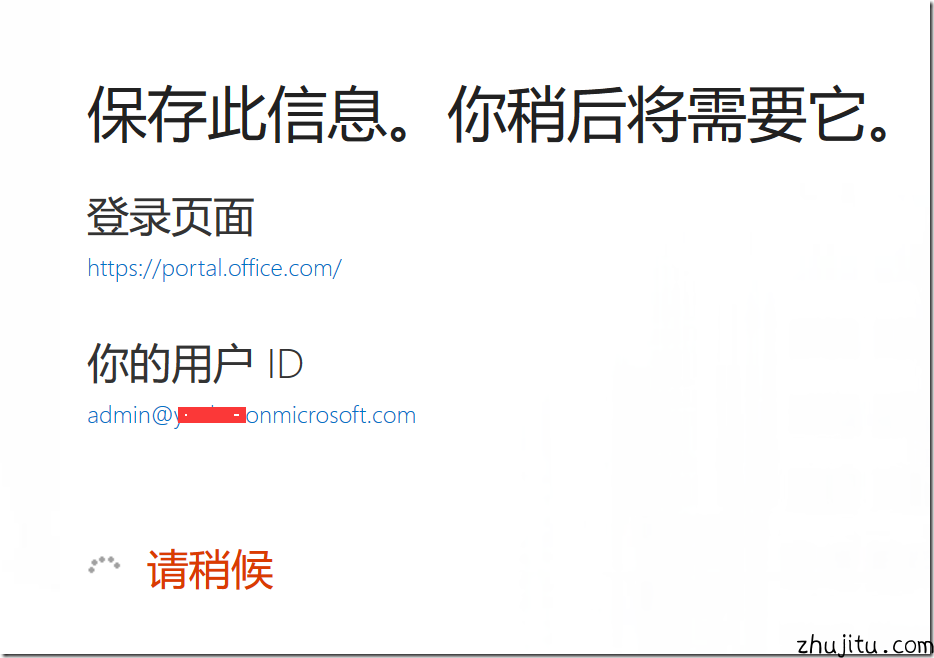 保存此信息。你稍后将需要它。
登录页面
https://portal.office.com/
你的用户 ID
admin@y onmicrosoft.com
请稍候
zhujitu.com